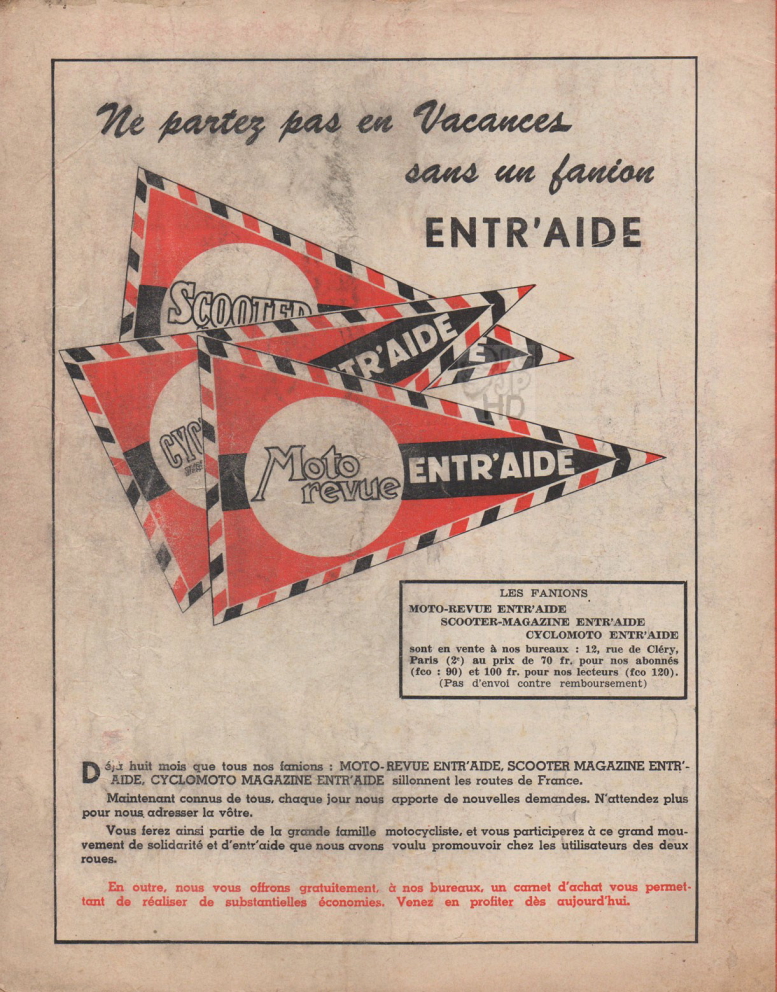 Ne partez pas en Vacances
sans un fanion
ENTR'AIDE
SCOOTER
TR'AIDE
E
CYC
Moto
revue
ENTR'AIDE
HD
LES FANIONS
MOTO-REVUE ENTR'AIDE
SCOOTER-MAGAZINE ENTR'AIDE
CYCLOMOTO ENTR'AIDE
sont en vente à nos bureaux : 12, rue de Cléry,
Paris (2e) au prix de 70 fr. pour nos abonnés
(fco : 90) et 100 fr. pour nos lecteurs (fco 120).
(Pas d'envoi contre remboursement)
Déjà huit mois que tous nos fanions : MOTO-REVUE ENTR'AIDE, SCOOTER MAGAZINE ENTR'-
AIDE, CYCLOMOTO MAGAZINE ENTR'AIDE sillonnent les routes de France.
Maintenant connus de tous, chaque jour nous apporte de nouvelles demandes. N'attendez plus
pour nous adresser la vôtre.
Vous ferez ainsi partie de la grande famille motocycliste, et vous participerez à ce grand mou-
vement de solidarité et d'entr'aide que nous avons voulu promouvoir chez les utilisateurs des deux
roues.
En outre, nous vous offrons gratuitement, à nos bureaux, un carnet d'achat vous permet-
tant de réaliser de substantielles économies. Venez en profiter dès aujourd'hui.